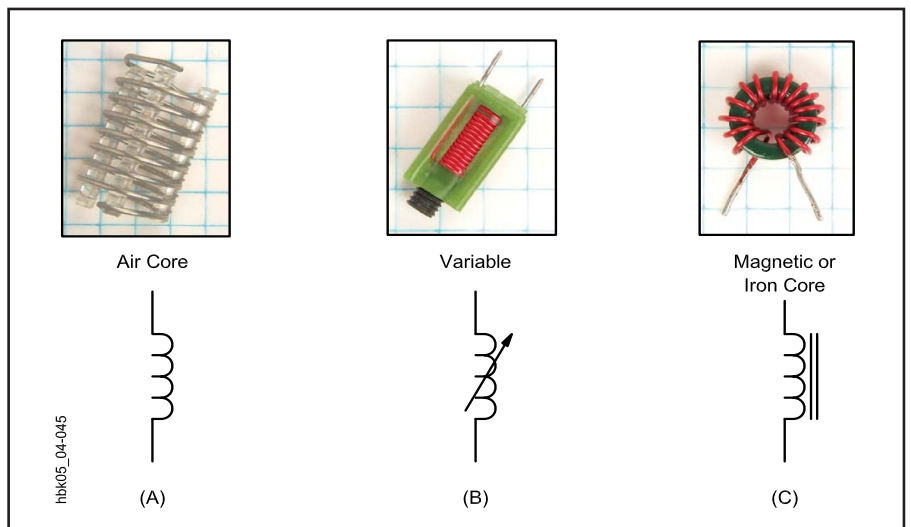 Air Core
Variable
Magnetic or
Iron Core
hbk05_04-045
(A)
(B)
(C)